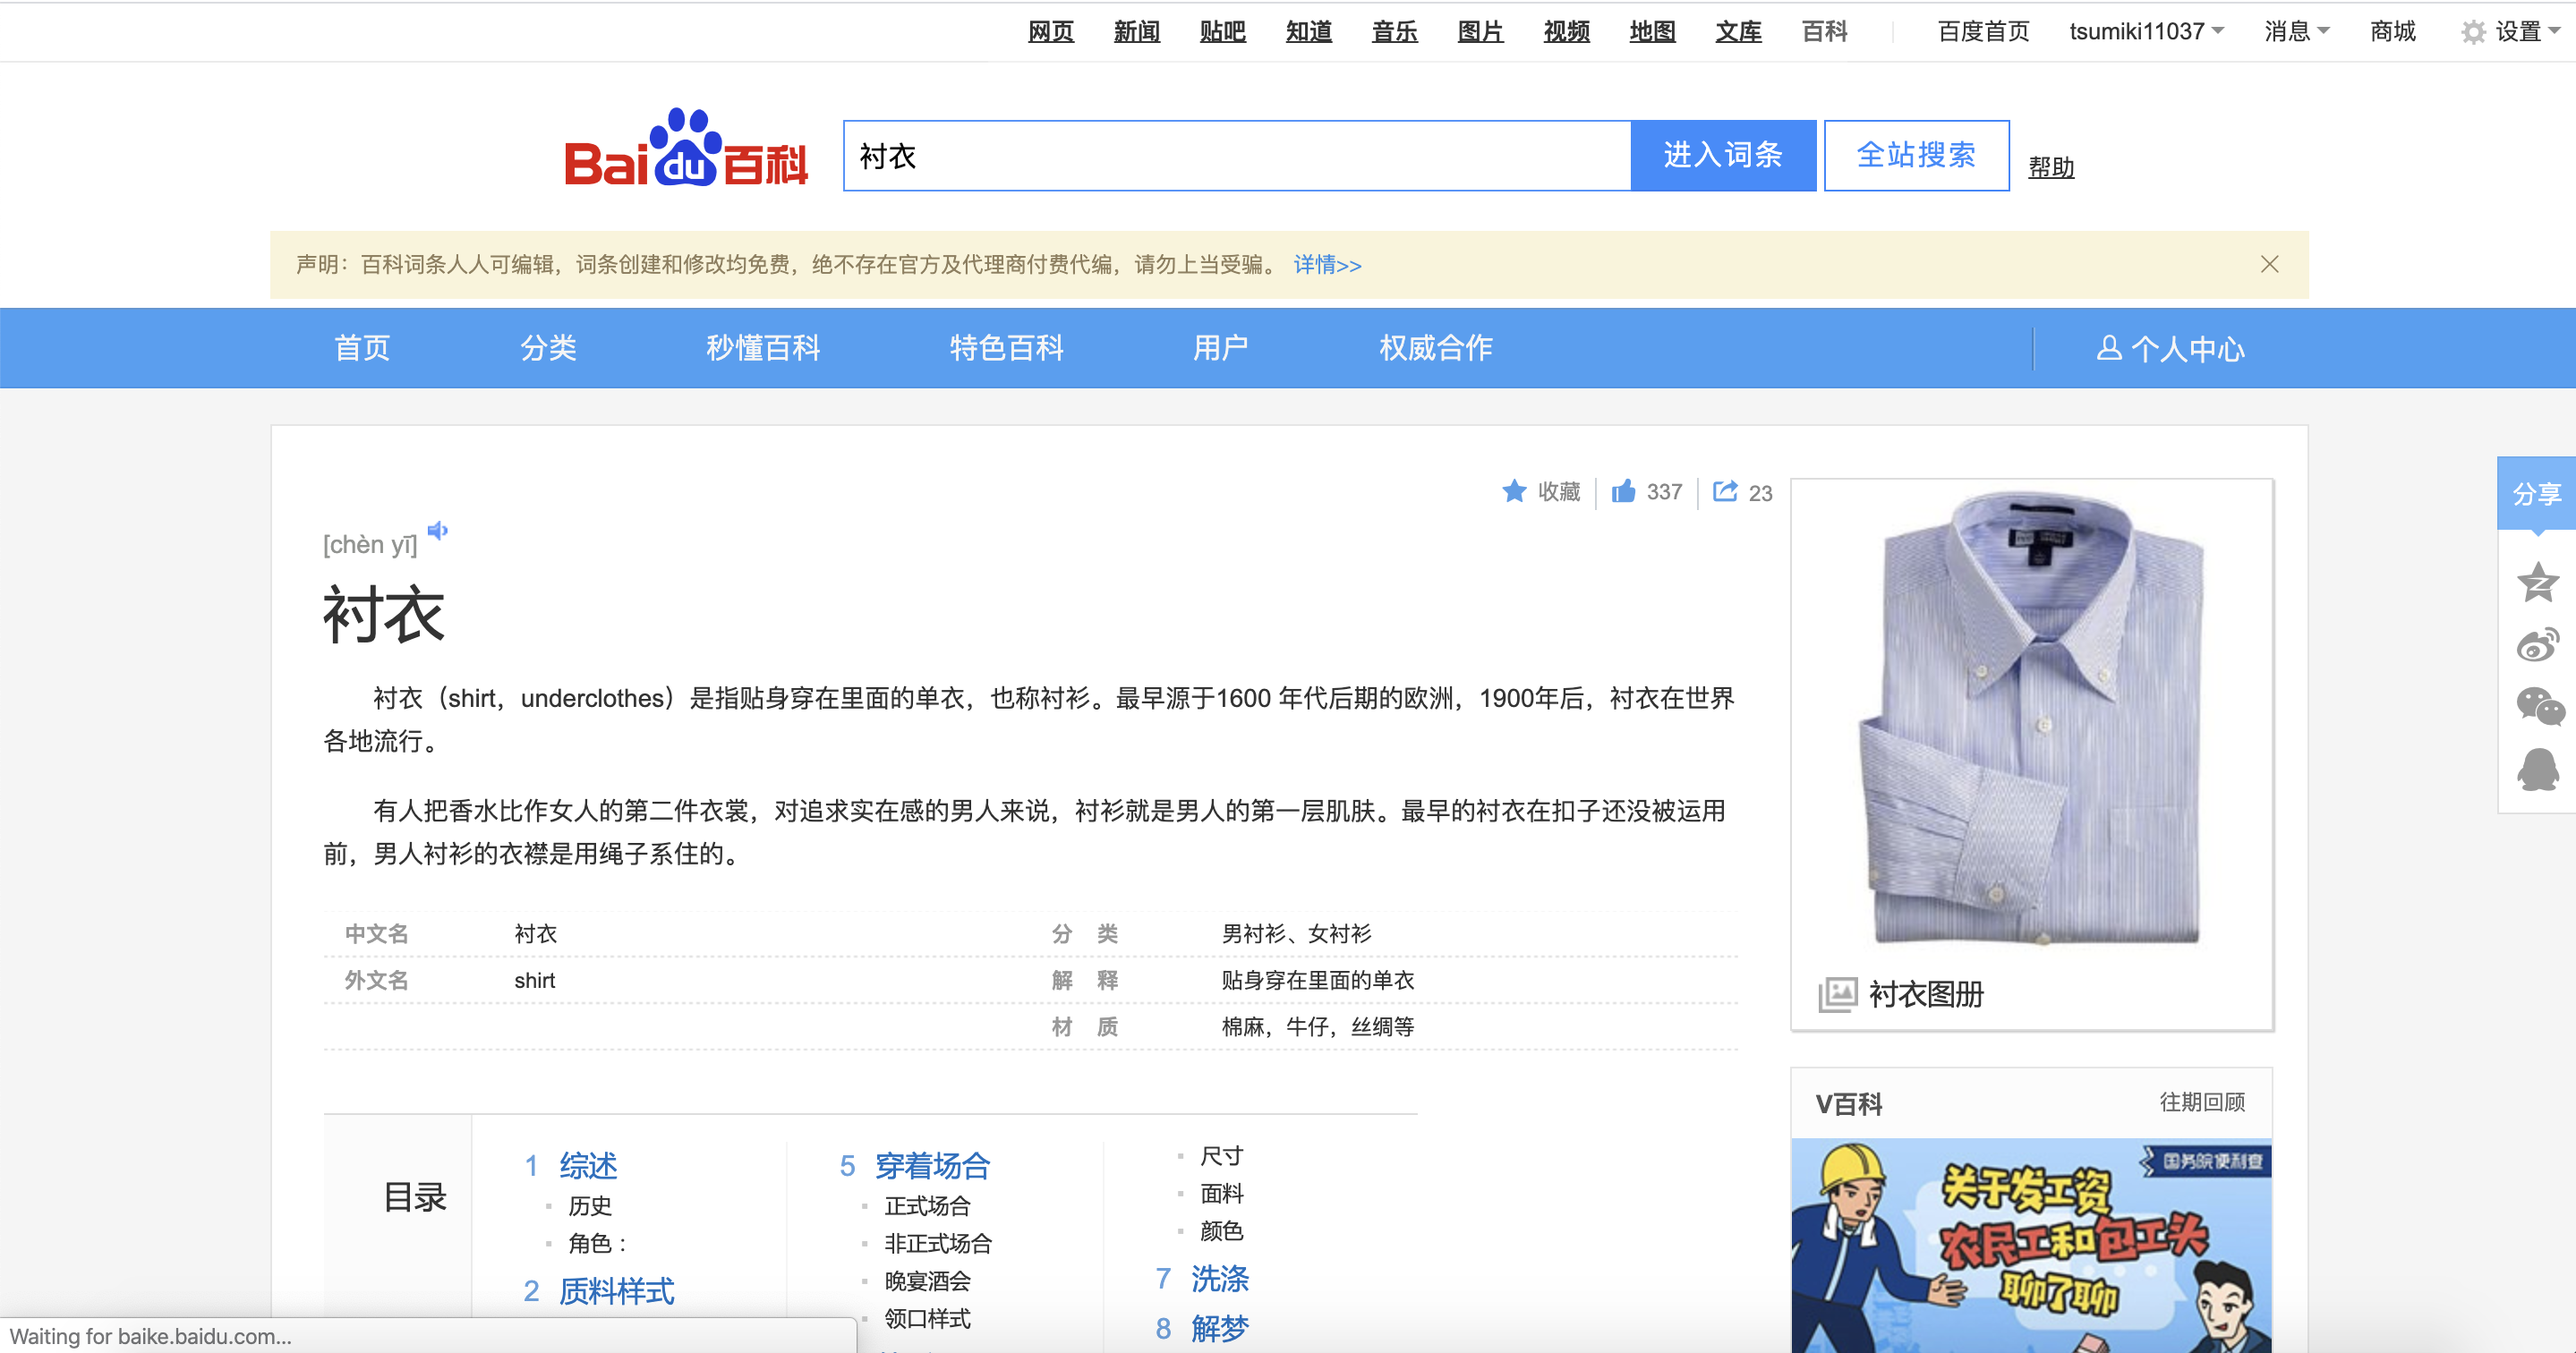 网页 新闻 贴吧 知道 音乐 图片 视频 地图 文库 百科 百度首页 tsumiki11037 消息 商城 设置
Bai du 百科 衬衣 进入词条 全站搜索 帮助
声明：百科词条人人可编辑，词条创建和修改均免费，绝不存在官方及代理商付费代编，请勿上当受骗。 详情>>
首页 分类 秒懂百科 特色百科 用户 权威合作 个人中心
收藏 337 23
分享
[chèn yī]
衬衣
衬衣（shirt，underclothes）是指贴身穿在里面的单衣，也称衬衫。最早源于1600 年代后期的欧洲，1900年后，衬衣在世界
各地流行。
有人把香水比作女人的第二件衣裳，对追求实在感的男人来说，衬衫就是男人的第一层肌肤。最早的衬衣在扣子还没被运用
前，男人衬衫的衣襟是用绳子系住的。
中文名 衬衣 分 类 男衬衫、女衬衫
外文名 shirt 解 释 贴身穿在里面的单衣
材 质 棉麻，牛仔，丝绸等
衬衣图册
目录
1 综述
历史
角色：
2 质料样式
5 穿着场合
正式场合
非正式场合
晚宴酒会
领口样式
尺寸
面料
颜色
7 洗涤
8 解梦
V百科 往期回顾
国务院便利查
关于发工资
农民工和包工头
聊了聊
Waiting for baike.baidu.com...